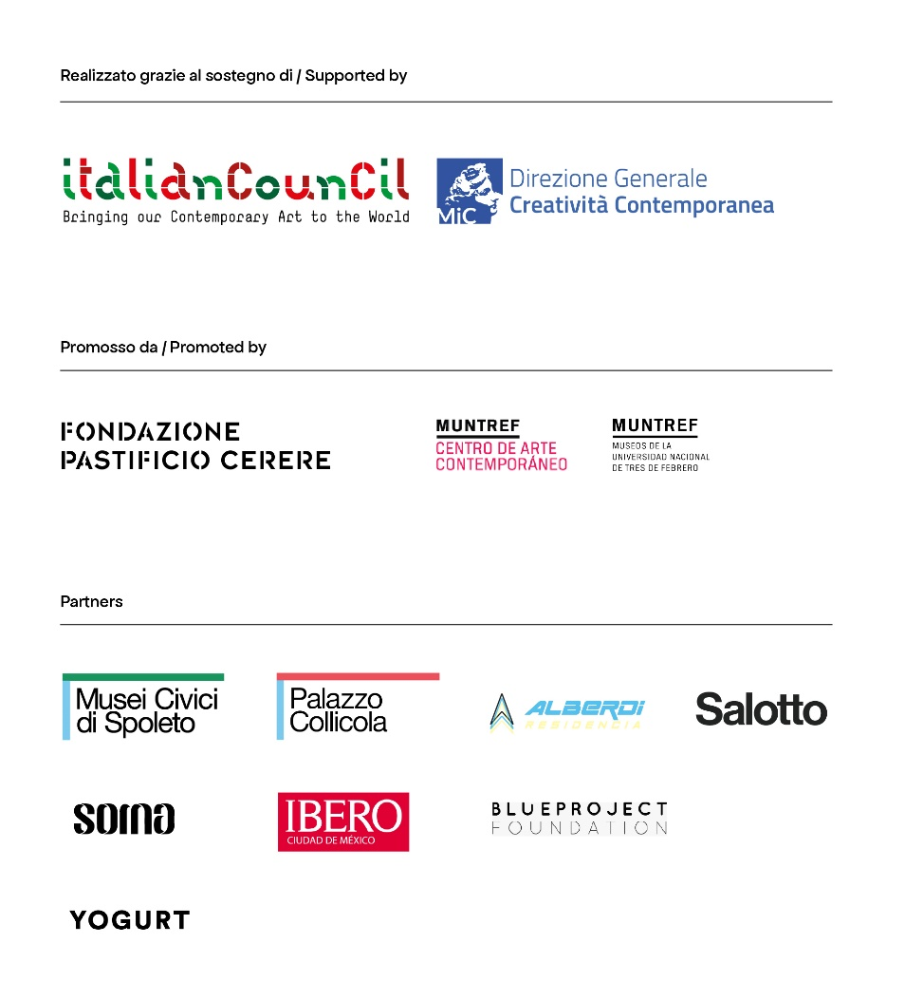 Realizzato grazie al sostegno di / Supported by
italianCounCil
Bringing our Contemporary Art to the World
MiC
Direzione Generale
Creatività Contemporanea
Promosso da / Promoted by
FONDAZIONE
PASTIFICIO CERERE
MUNTREF
CENTRO DE ARTE
CONTEMPORÁNEO
MUNTREF
MUSEOS DE LA
UNIVERSIDAD NACIONAL
DE TRES DE FEBRERO
Partners
Musei Civici
di Spoleto
Palazzo
Collicola
ALBERDI
RESIDENCIA
Salotto
soma
IBERO
CIUDAD DE MÉXICO
BLUEPROJECT
FOUNDATION
YOGURT